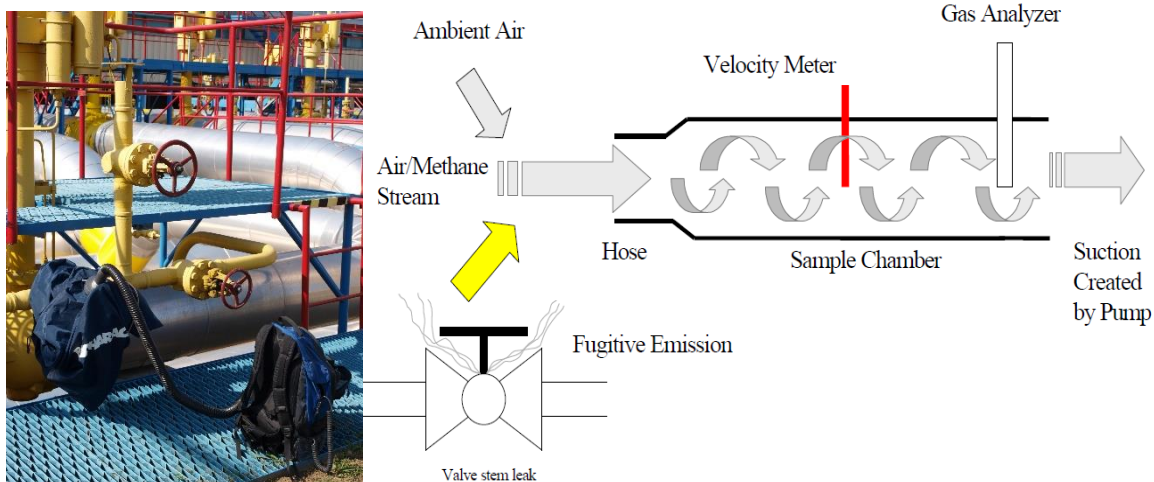 Ambient Air
Gas Analyzer
Velocity Meter
Air/Methane
Stream
Hose
Sample Chamber
Suction
Created
by Pump
Fugitive Emission
Valve stem leak